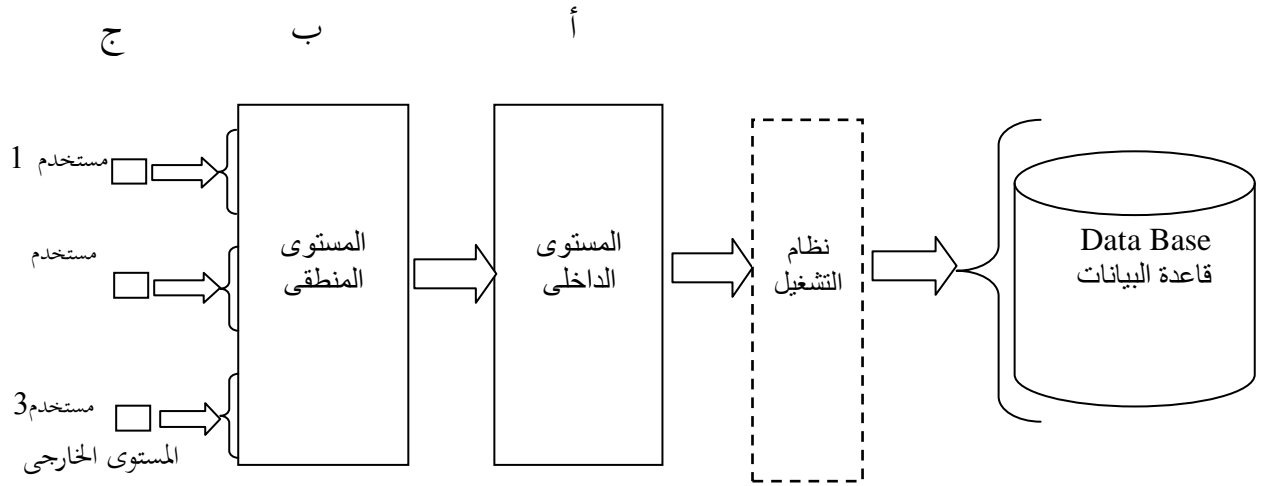 أ
ب
ج
مستخدم 1
مستخدم
مستخدم3
المستوى الخارجى
المستوى
المنطقى
المستوى
الداخلى
نظام
التشغيل
Data Base
قاعدة البيانات